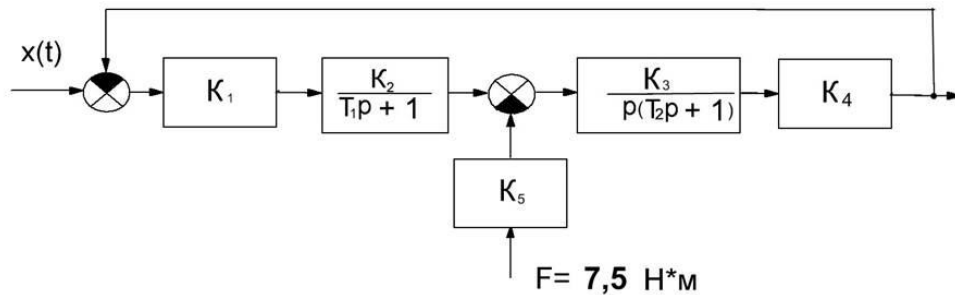 x(t)
K₁
K₂
T₁p + 1
K₃
p(T₂p + 1)
K₄
K₅
F= 7,5 Н*м